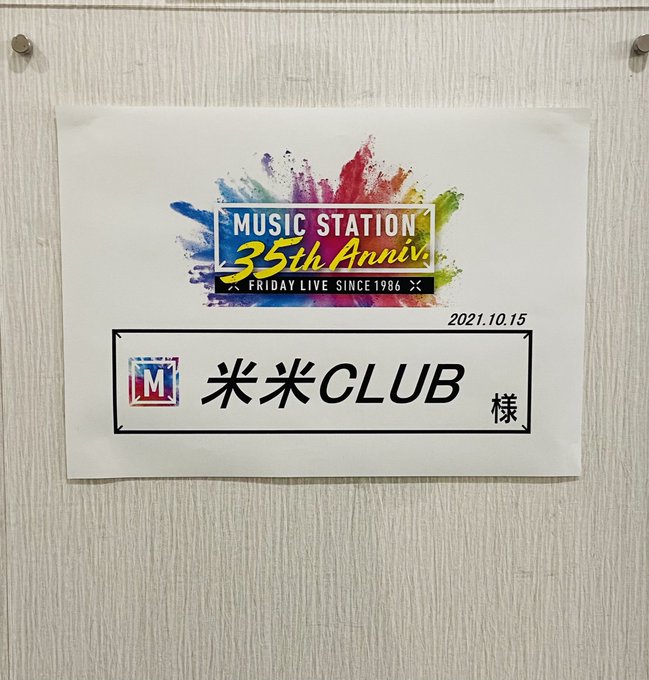 MUSIC STATION
35th Anniv.
FRIDAY LIVE SINCE 1986
2021.10.15
M 米米CLUB 様